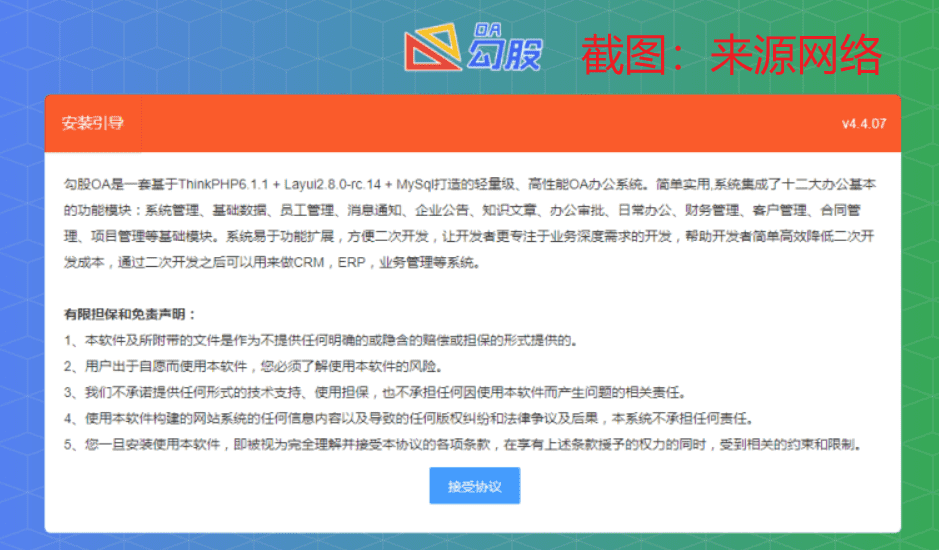 OA
勾股
截图：来源网络
安装引导
v4.4.07
勾股OA是一套基于ThinkPHP6.1.1 + Layui2.8.0-rc.14 + MySql打造的轻量级、高性能OA办公系统。简单实用,系统集成了十二大办公基本
的功能模块：系统管理、基础数据、员工管理、消息通知、企业公告、知识文章、办公审批、日常办公、财务管理、客户管理、合同管
理、项目管理等基础模块。系统易于功能扩展，方便二次开发，让开发者更专注于业务深度需求的开发，帮助开发者简单高效降低二次开
发成本，通过二次开发之后可以用来做CRM，ERP，业务管理等系统。
有限担保和免责声明：
1、本软件及所附带的文件是作为不提供任何明确的或隐含的赔偿或担保的形式提供的。
2、用户出于自愿而使用本软件，您必须了解使用本软件的风险。
3、我们不承诺提供任何形式的技术支持、使用担保，也不承担任何因使用本软件而产生问题的相关责任。
4、使用本软件构建的网站系统的任何信息内容以及导致的任何版权纠纷和法律争议及后果，本系统不承担任何责任。
5、您一旦安装使用本软件，即被视为完全理解并接受本协议的各项条款，在享有上述条款授予的权力的同时，受到相关的约束和限制。
接受协议